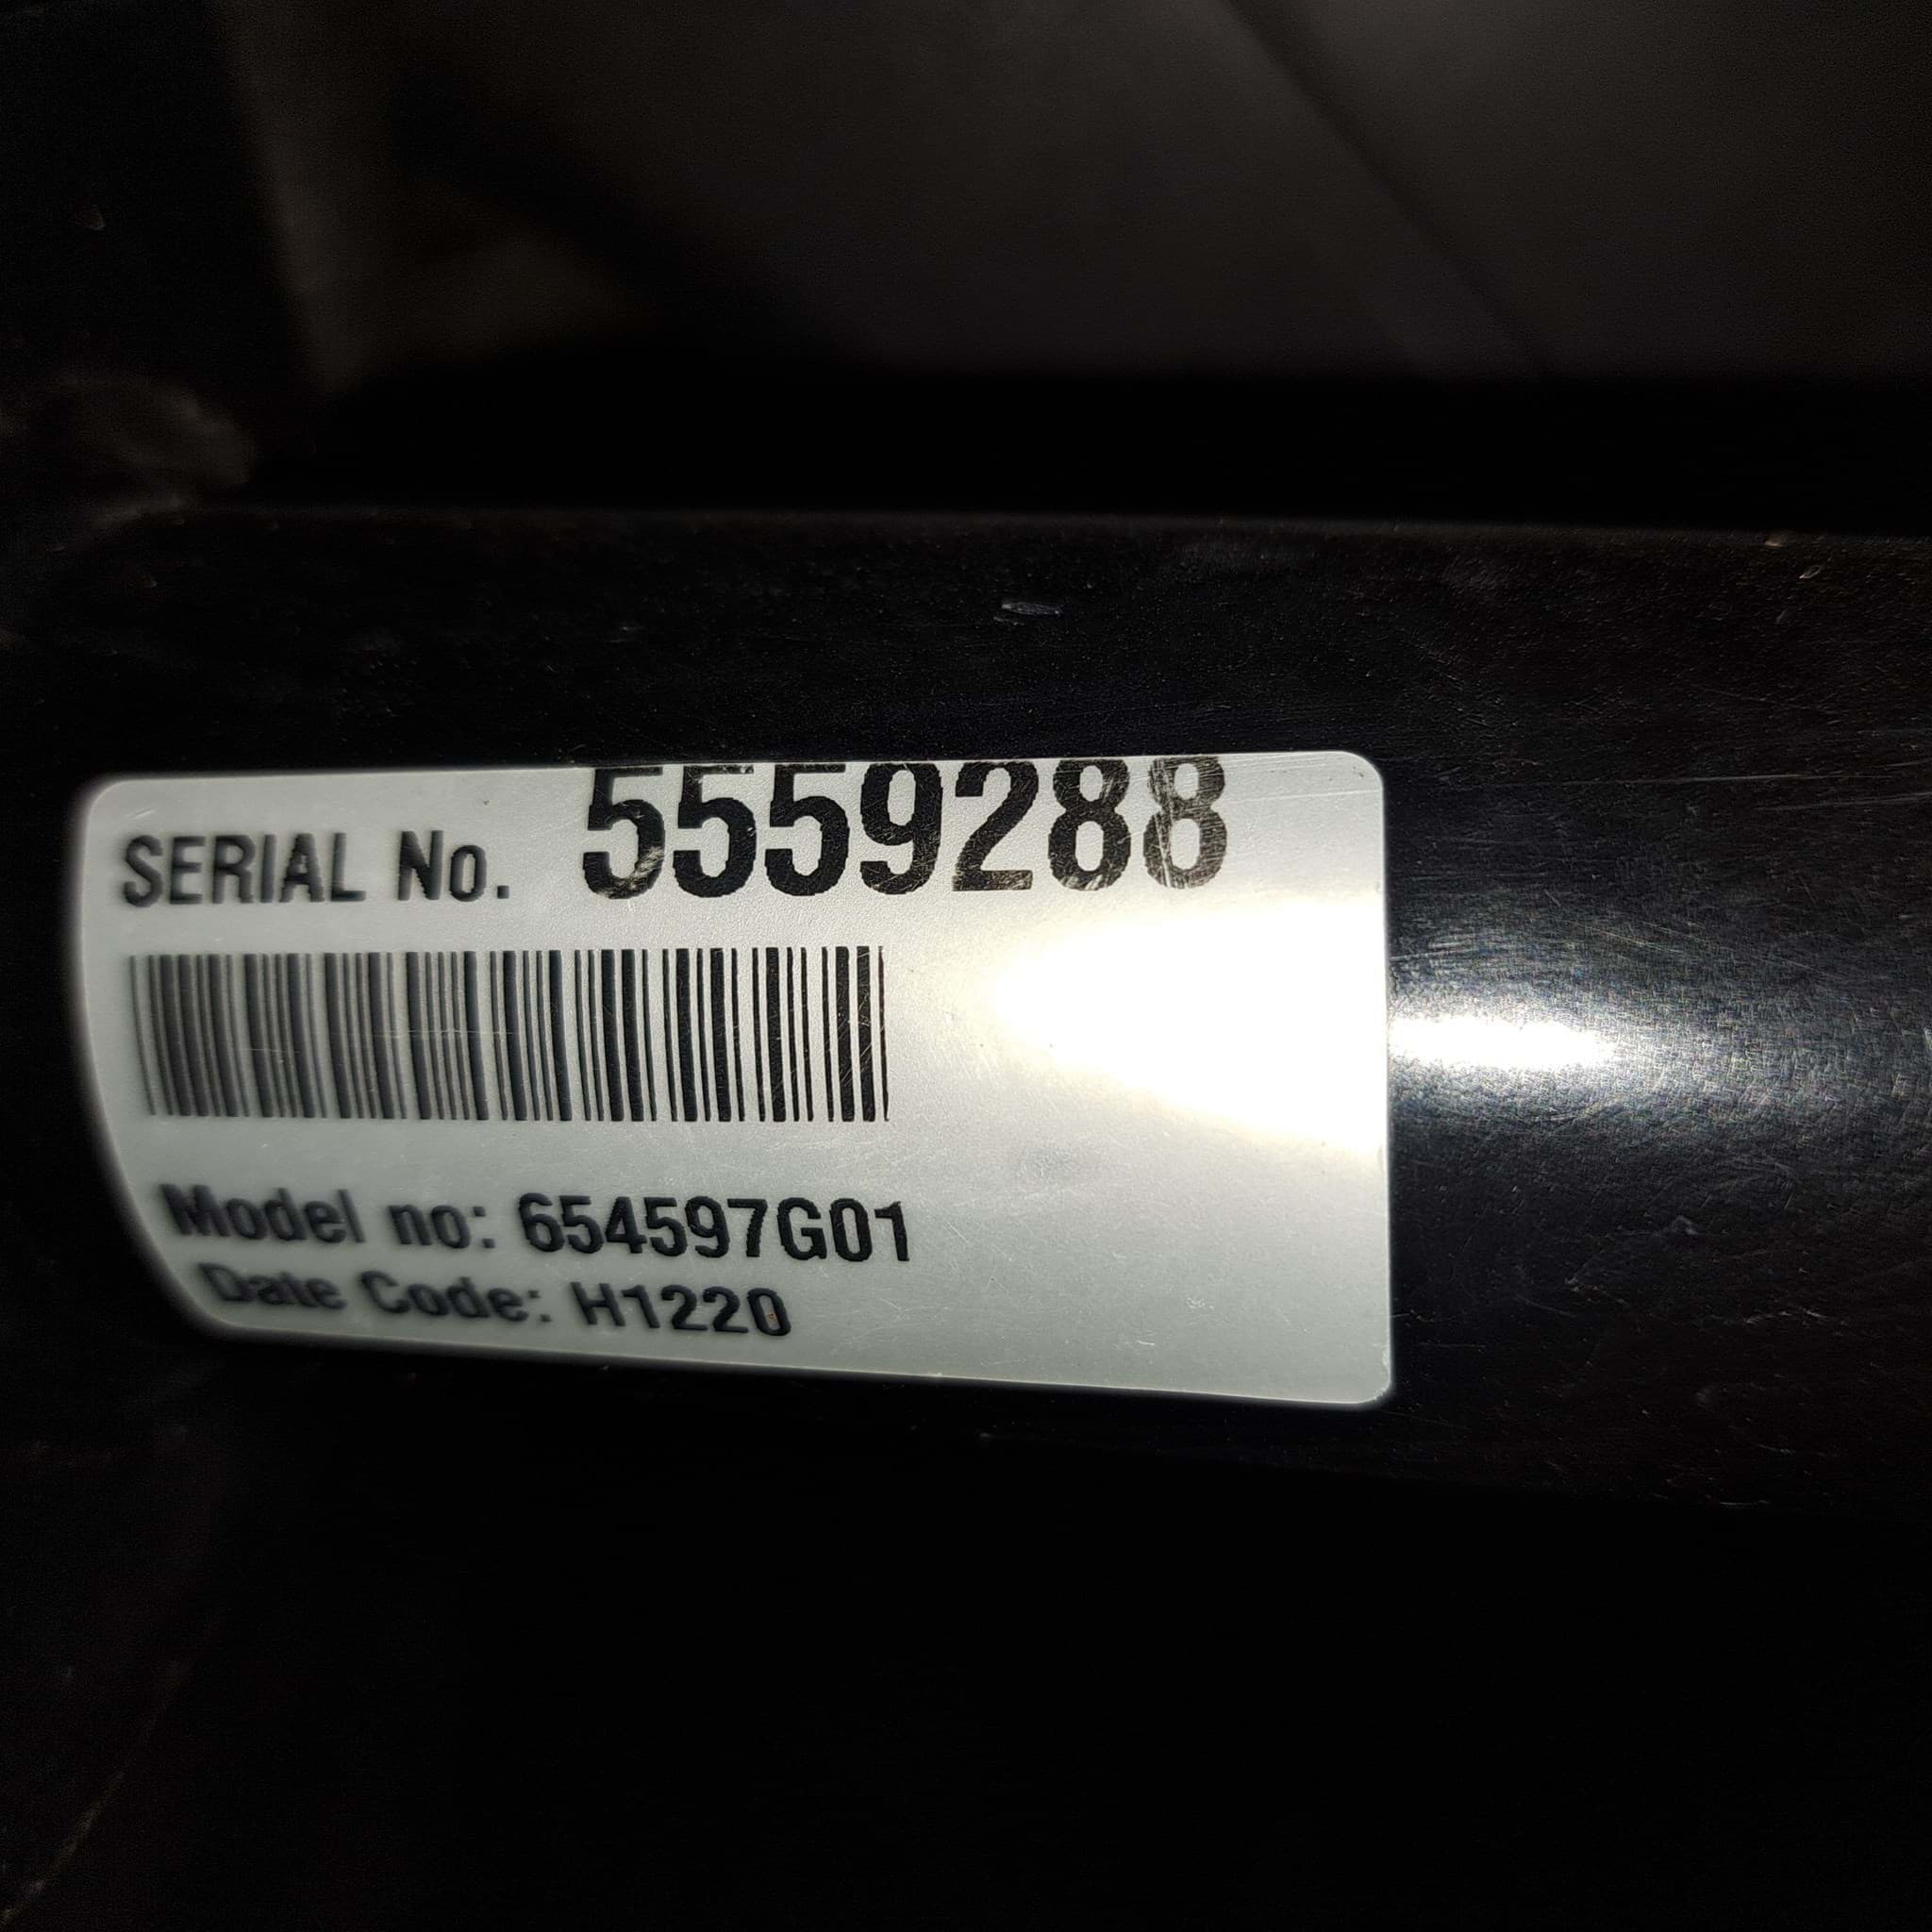 SERIAL No. 5559288
Model no: 654597G01
Date Code: H1220